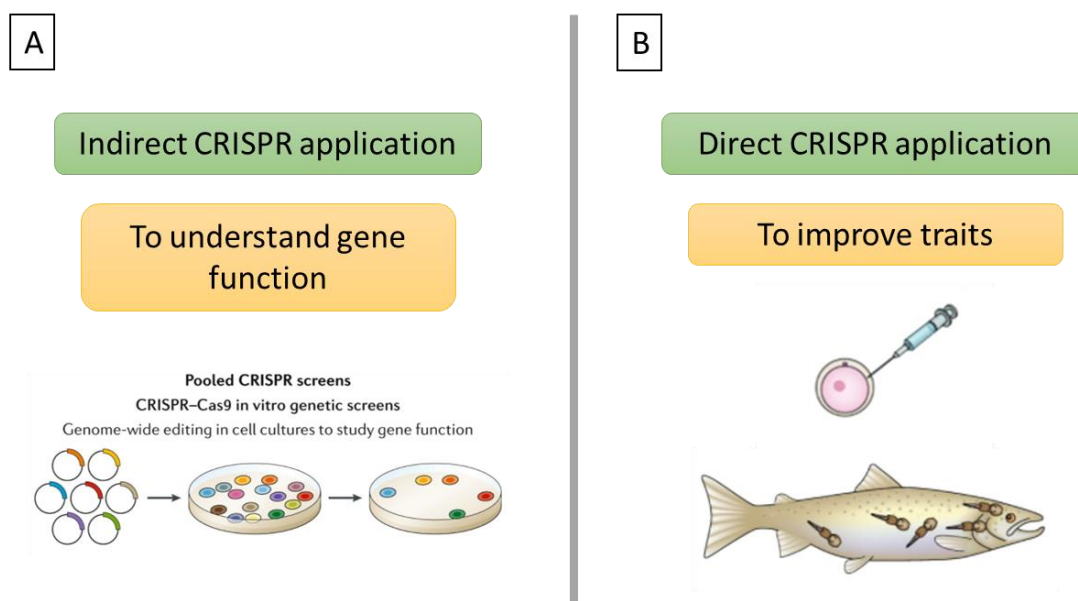 A
Indirect CRISPR application
To understand gene
function
Pooled CRISPR screens
CRISPR–Cas9 in vitro genetic screens
Genome-wide editing in cell cultures to study gene function
B
Direct CRISPR application
To improve traits